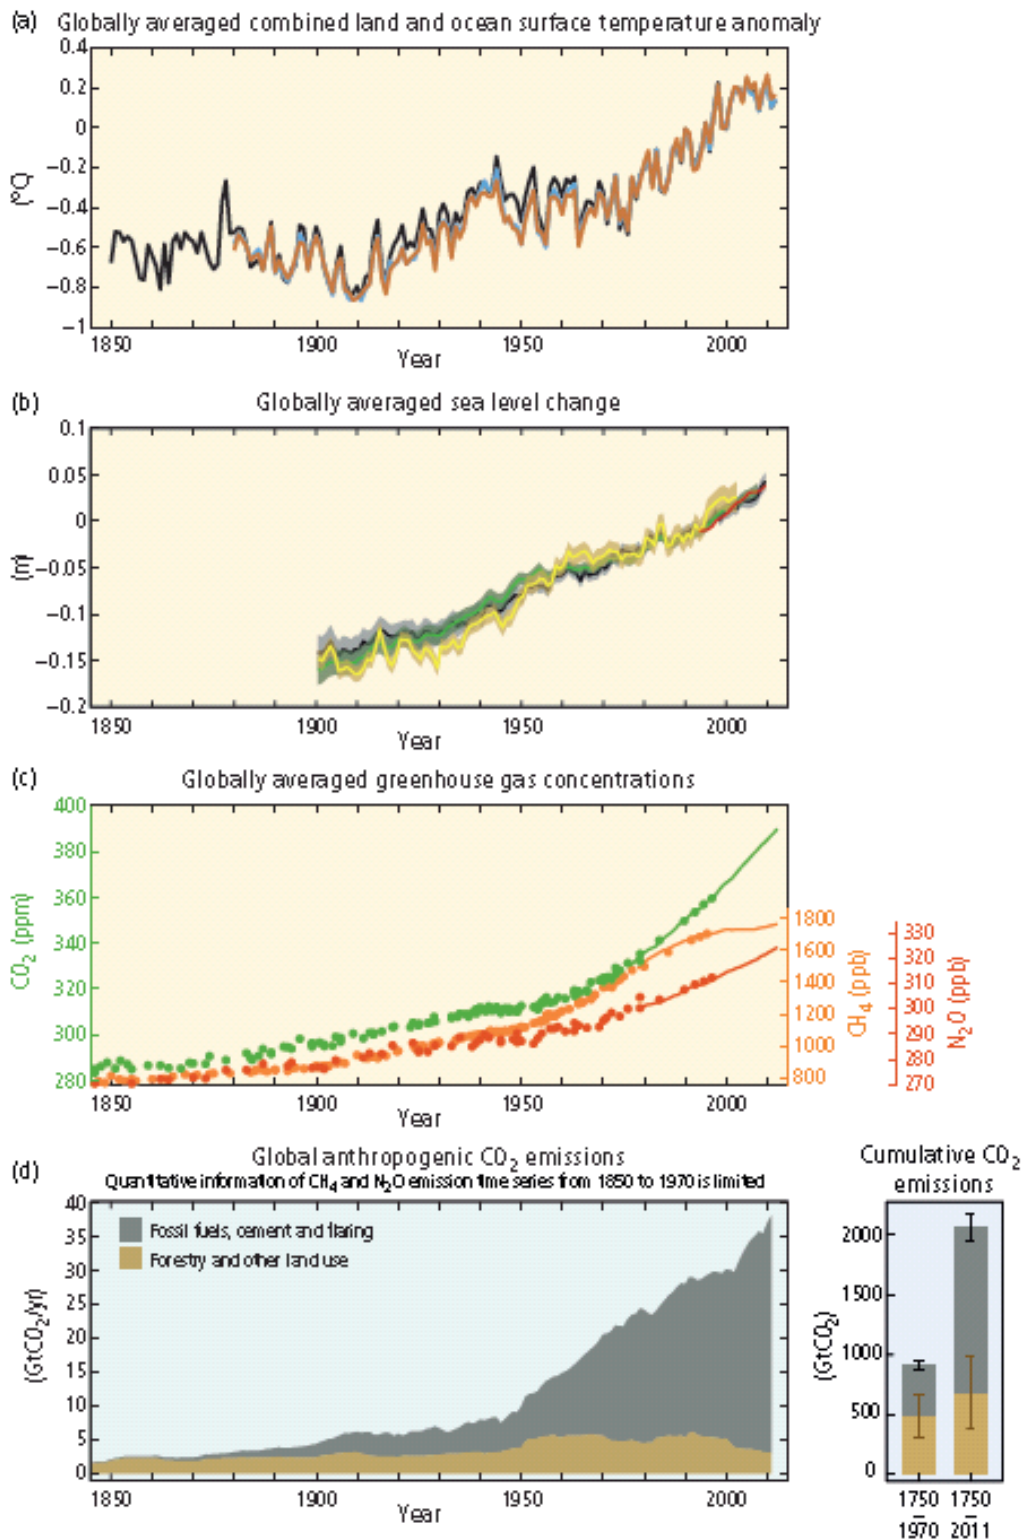 (a) Globally averaged combined land and ocean surface temperature anomaly
0.4
0.2
0
−0.2
−0.4
−0.6
−0.8
−1
(°C)
1850 1900 1950 2000
Year
(b) Globally averaged sea level change
0.1
0.05
0
−0.05
−0.1
−0.15
−0.2
(m)
1850 1900 1950 2000
Year
(c) Globally averaged greenhouse gas concentrations
400
380
360
340
320
300
280
CO₂ (ppm)
1800
1600
1400
1200
1000
800
CH₄ (ppb)
330
320
310
300
290
280
270
N₂O (ppb)
1850 1900 1950 2000
Year
(d) Global anthropogenic CO₂ emissions
Quantitative information of CH₄ and N₂O emission time series from 1850 to 1970 is limited
40
35
30
25
20
15
10
5
0
(GtCO₂/yr)
Fossil fuels, cement and flaring
Forestry and other land use
1850 1900 1950 2000
Year
Cumulative CO₂
emissions
2000
1500
1000
500
0
(GtCO₂)
1750 1750
– –
1970 2011